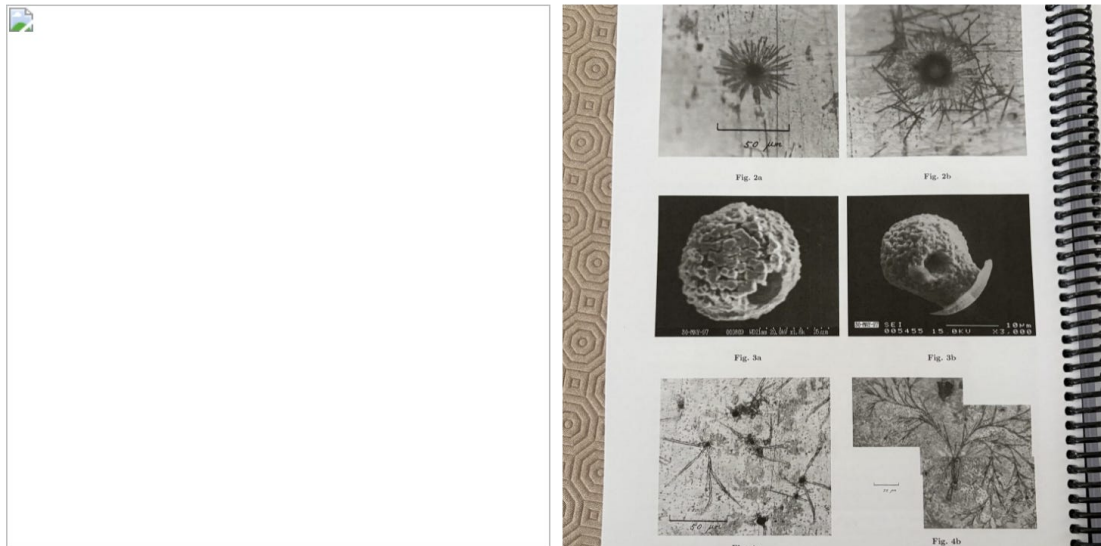 50 μm
Fig. 2a
Fig. 2b
SEI 10μm
005455 15.0KV X3,000
Fig. 3a
Fig. 3b
50 μm
Fig. 4b